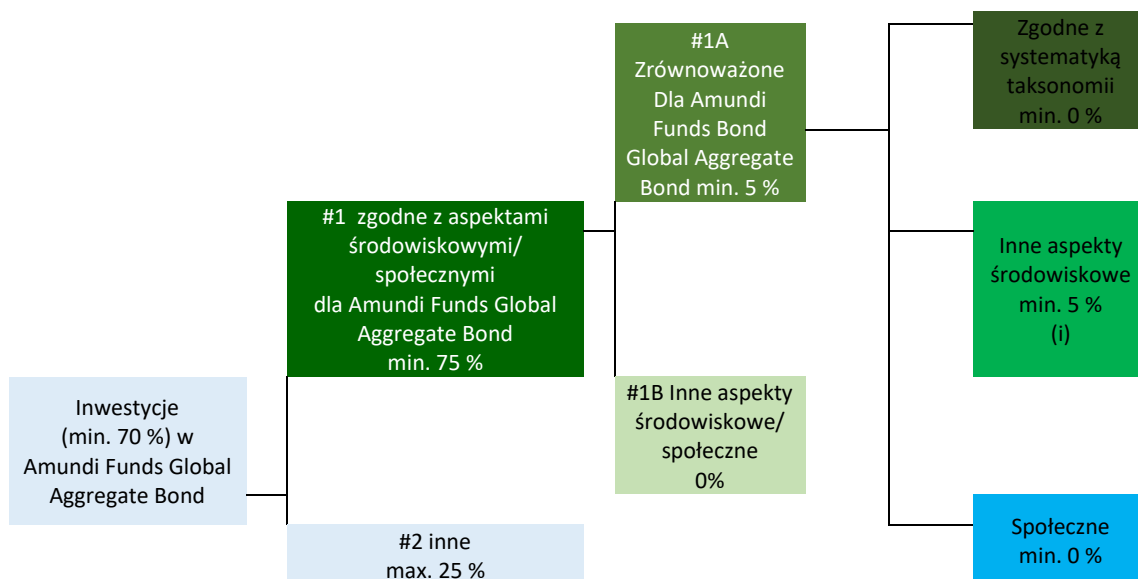 Inwestycje
(min. 70 %) w
Amundi Funds Global
Aggregate Bond
#1 zgodne z aspektami
środowiskowymi/
społecznymi
dla Amundi Funds Global
Aggregate Bond
min. 75 %
#2 inne
max. 25 %
#1A
Zrównoważone
Dla Amundi
Funds Bond
Global Aggregate
Bond min. 5 %
#1B Inne aspekty
środowiskowe/
społeczne
0%
Zgodne z
systematyką
taksonomii
min. 0 %
Inne aspekty
środowiskowe
min. 5 %
(i)
Społeczne
min. 0 %